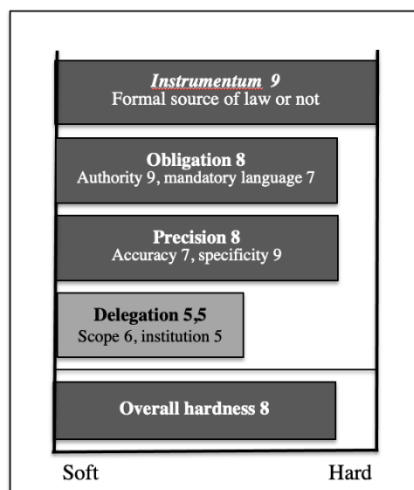 Instrumentum 9
Formal source of law or not
Obligation 8
Authority 9, mandatory language 7
Precision 8
Accuracy 7, specificity 9
Delegation 5,5
Scope 6, institution 5
Overall hardness 8
Soft Hard